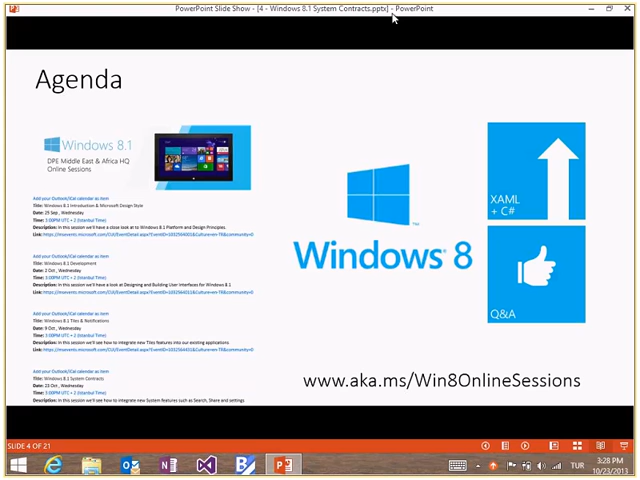 PowerPoint Slide Show - [4 - Windows 8.1 System Contracts.pptx] - PowerPoint
Agenda
Windows 8.1
DPE Middle East & Africa HQ
Online Sessions
Add your Outlook/Cal calendar as item
Title: Windows 8.1 Introduction & Microsoft Design Style
Date: 25 Sep , Wednesday
Time: 3:00PM UTC + 2 (Istanbul Time)
Description: In this session we'll have a close look at to Windows 8.1 Platform and Design Principles.
Add your Outlook/Cal calendar as item
Title: Windows 8.1 Development
Date: 2 Oct , Wednesday
Time: 3:00PM UTC + 2 (Istanbul Time)
Description: In this session we'll see a look at Designing and Building User Interfaces for Windows 8.1
Add your Outlook/Cal calendar as item
Title: Windows 8.1 Tiles & Notifications
Date: 9 Oct , Wednesday
Time: 3:00PM UTC + 2 (Istanbul Time)
Description: In this session we'll see how to integrate new Tiles features into our existing applications.
Add your Outlook/Cal calendar as item
Title: Windows 8.1 System Contracts
Date: 23 Oct , Wednesday
Time: 3:00PM UTC + 2 (Istanbul Time)
Description: In this session we'll see how to integrate new System features such as Search, Share and settings
Windows 8
XAML
+ C#
Q&A
www.aka.ms/Win8OnlineSessions
SLIDE 4 OF 21
TUR
3:28 PM
10/23/2013